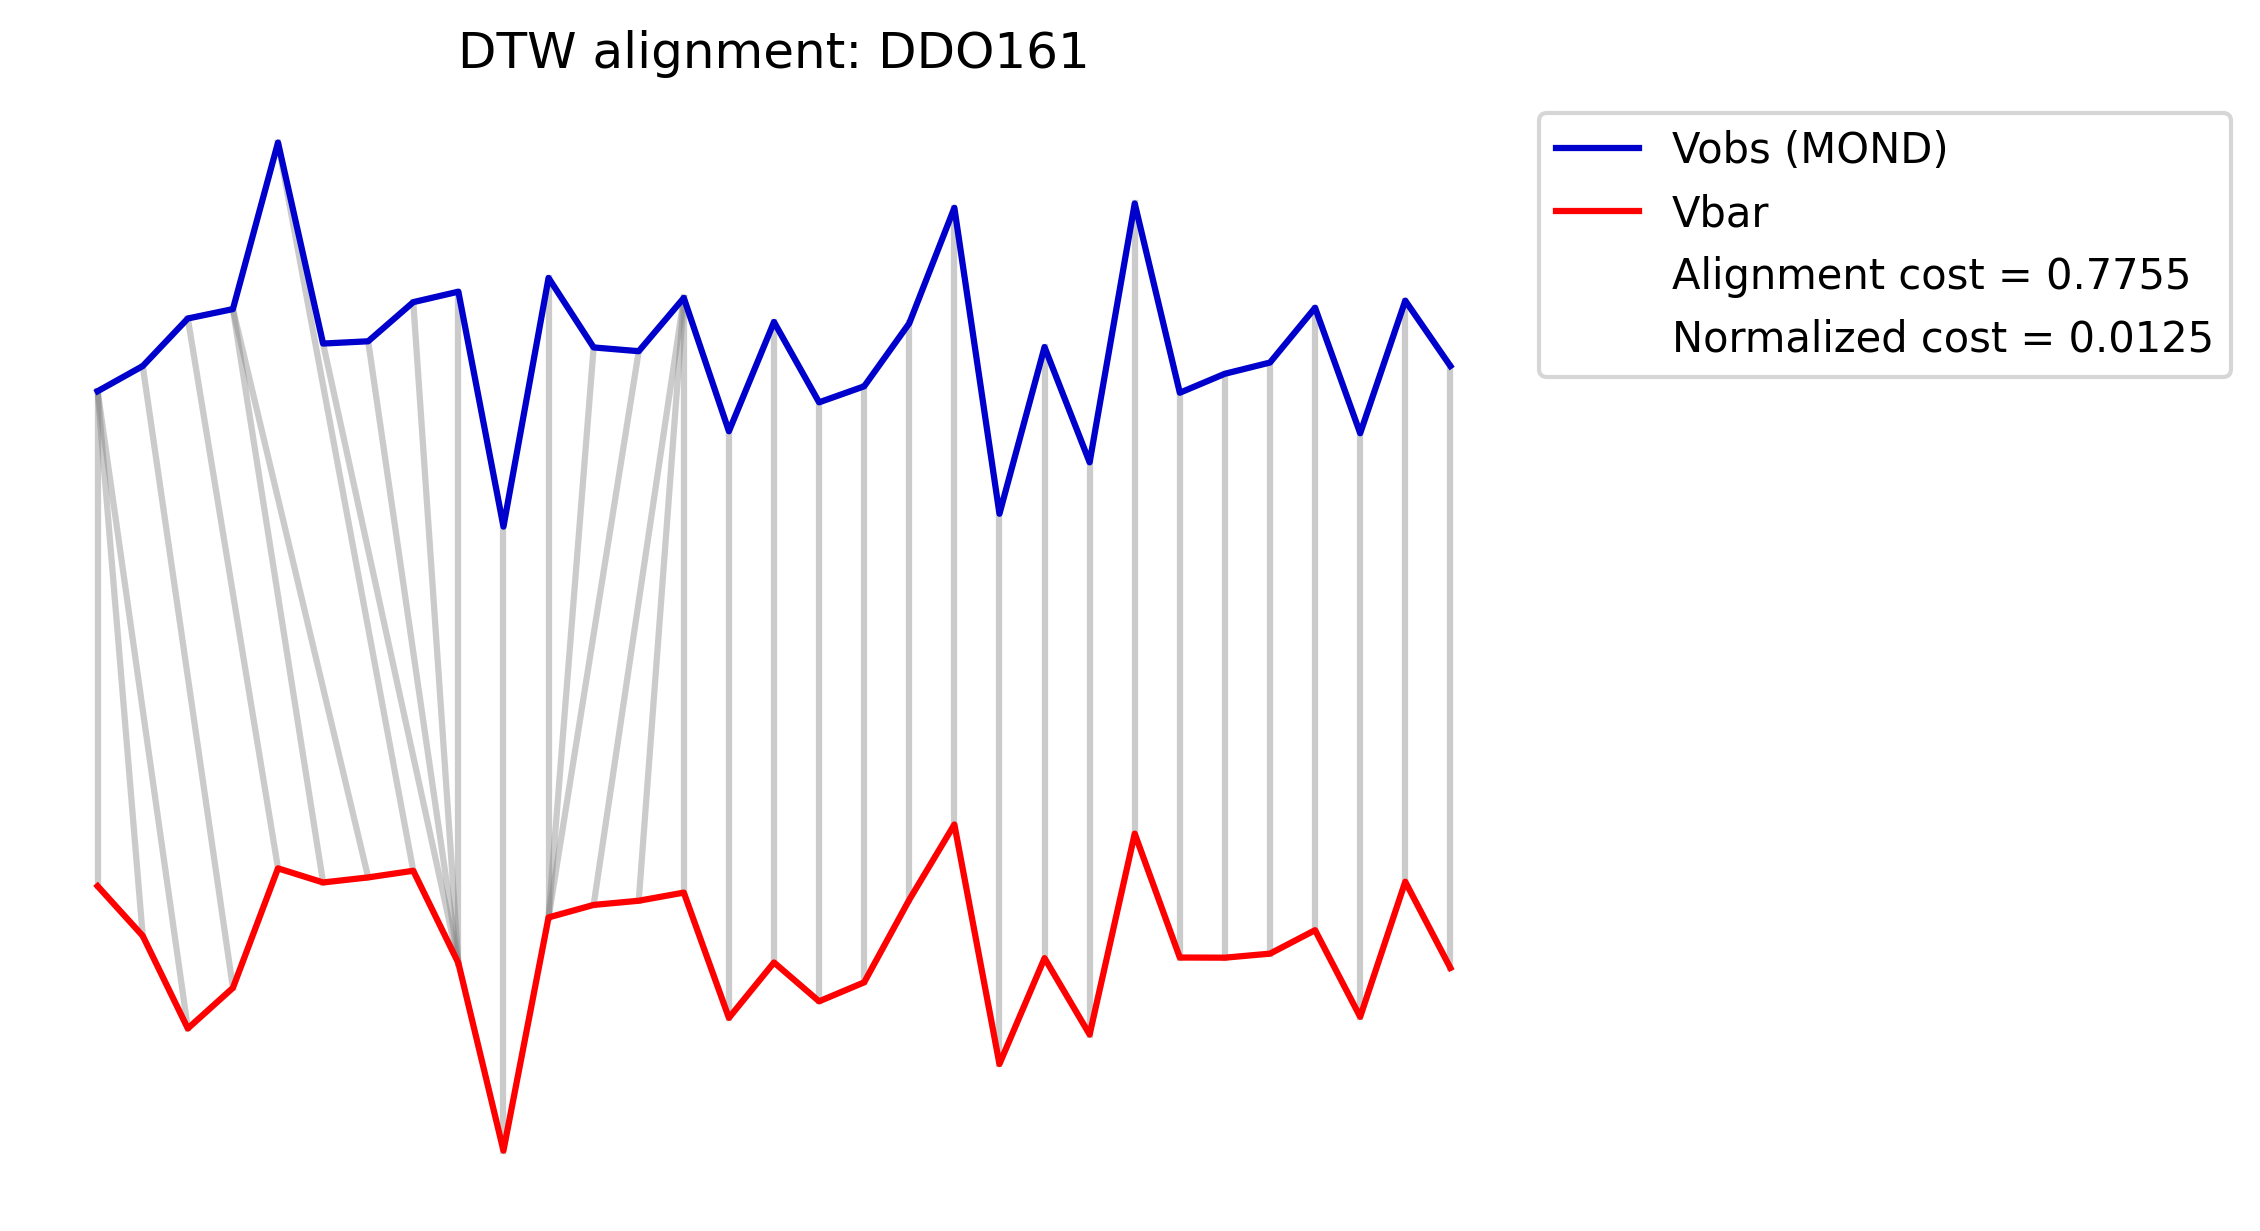 DTW alignment: DDO161
Vobs (MOND)
Vbar
Alignment cost = 0.7755
Normalized cost = 0.0125